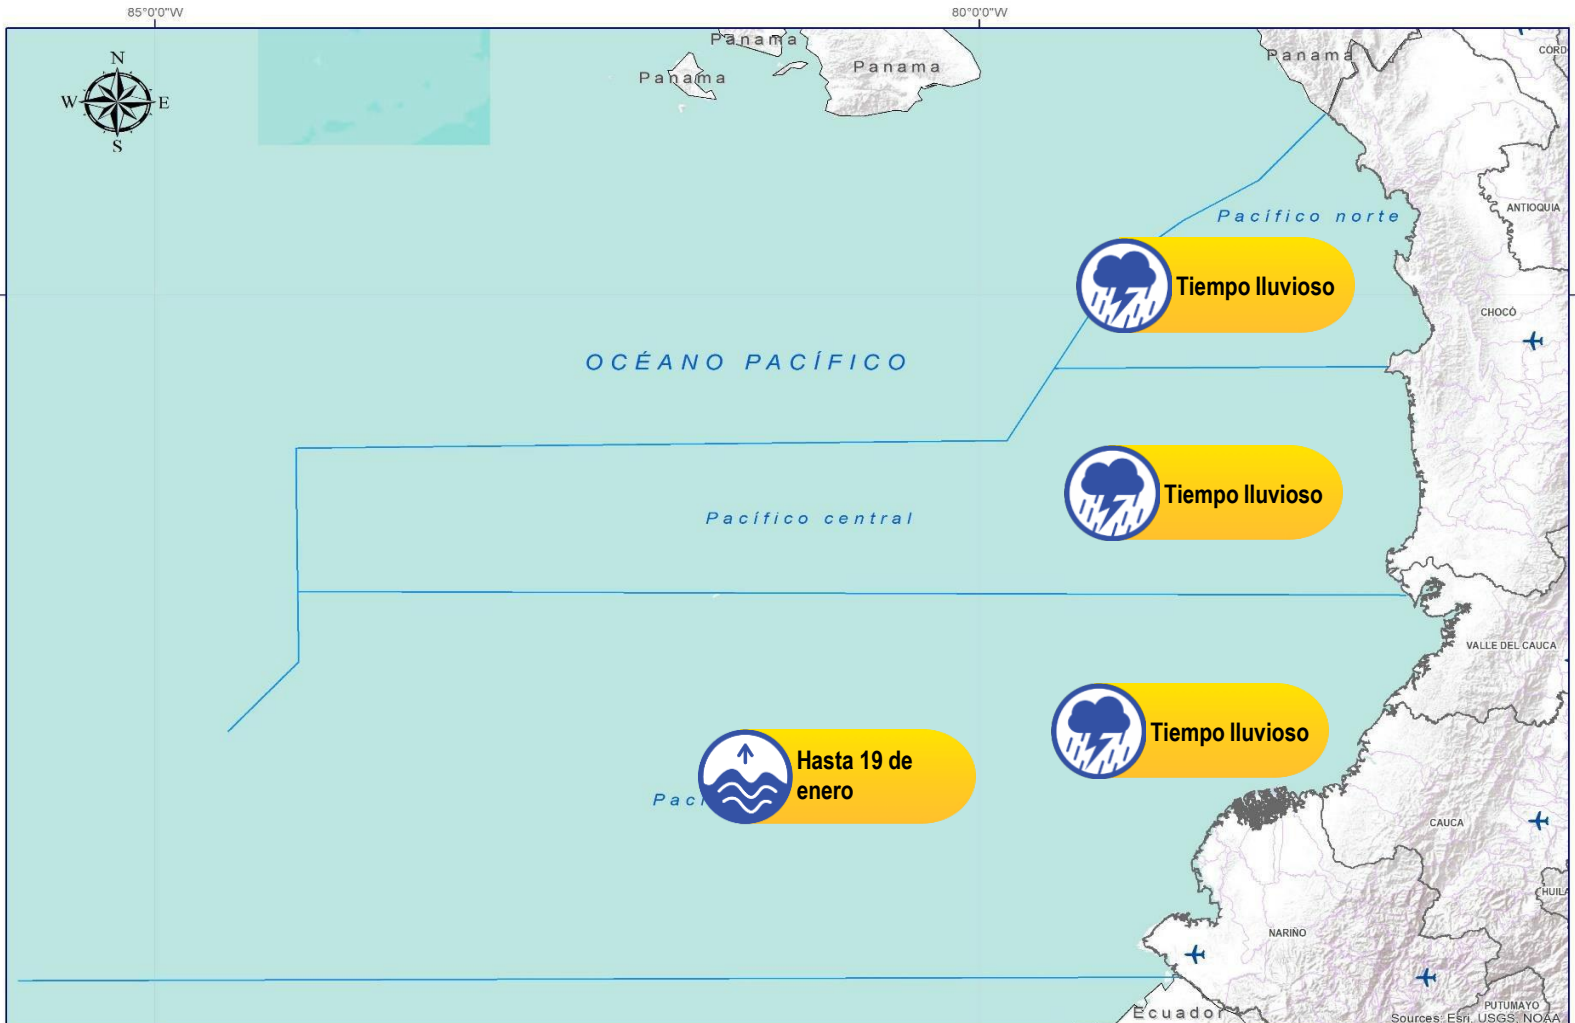 85°0'0"W
80°0'0"W
N
W
E
S
Panama
Panama
Panama
Panama
CORD
ANTIOQUIA
Pacífico norte
Tiempo lluvioso
CHOCÓ
OCÉANO PACÍFICO
Tiempo lluvioso
Pacífico central
VALLE DEL CAUCA
Tiempo lluvioso
Hasta 19 de
enero
Pací
CAUCA
HUILA
NARIÑO
PUTUMAYO
Ecuador
Sources: Esri, USGS, NOAA